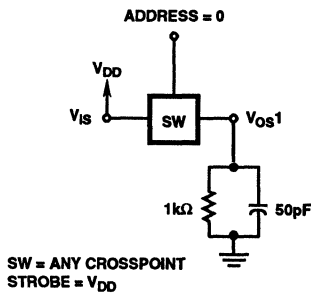 ADDRESS = 0
VDD
VIS
SW
VOS1
1kΩ
50pF
SW = ANY CROSSPOINT
STROBE = VDD